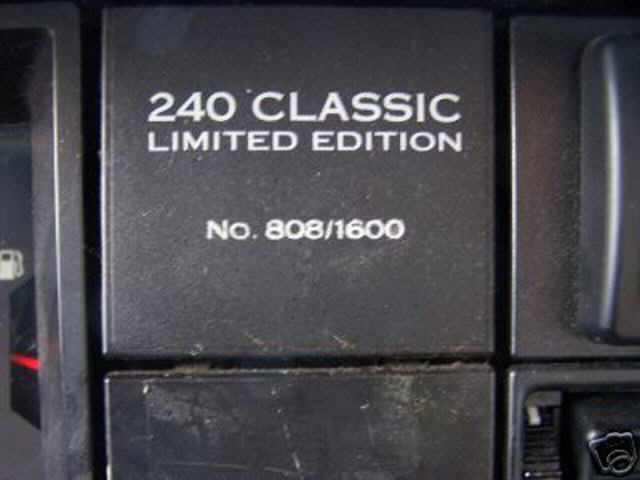 240 CLASSIC
LIMITED EDITION
No. 808/1600